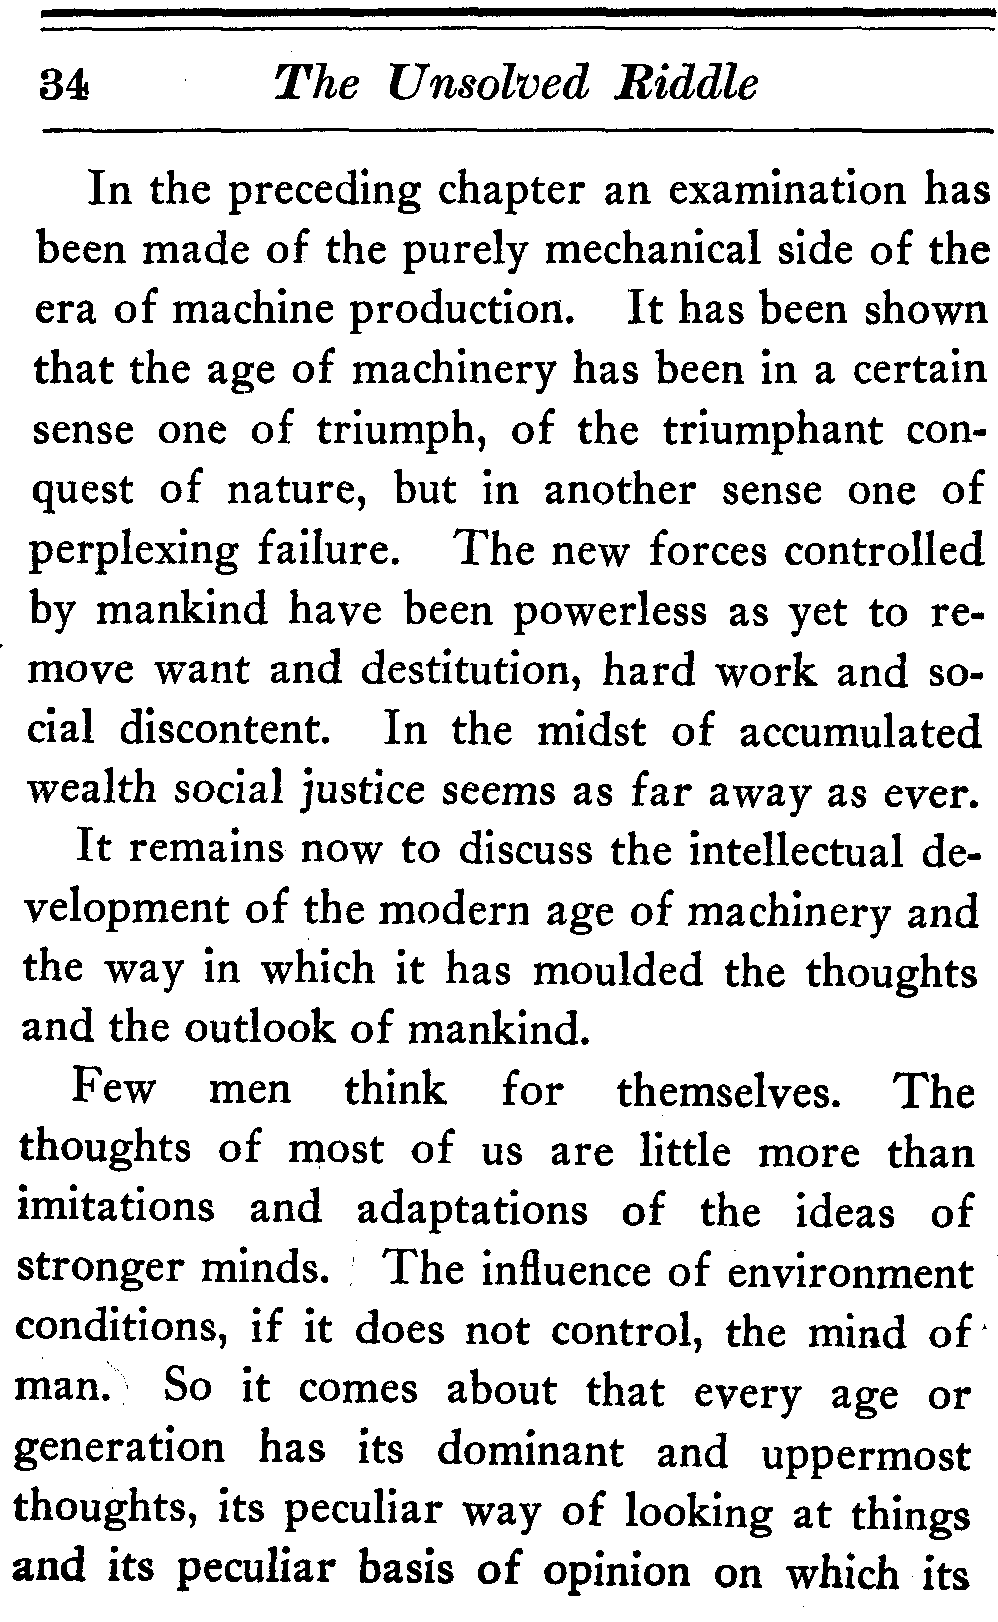 34 The Unsolved Riddle
In the preceding chapter an examination has
been made of the purely mechanical side of the
era of machine production. It has been shown
that the age of machinery has been in a certain
sense one of triumph, of the triumphant con-
quest of nature, but in another sense one of
perplexing failure. The new forces controlled
by mankind have been powerless as yet to re-
move want and destitution, hard work and so-
cial discontent. In the midst of accumulated
wealth social justice seems as far away as ever.
It remains now to discuss the intellectual de-
velopment of the modern age of machinery and
the way in which it has moulded the thoughts
and the outlook of mankind.
Few men think for themselves. The
thoughts of most of us are little more than
imitations and adaptations of the ideas of
stronger minds. The influence of environment
conditions, if it does not control, the mind of
man. So it comes about that every age or
generation has its dominant and uppermost
thoughts, its peculiar way of looking at things
and its peculiar basis of opinion on which its